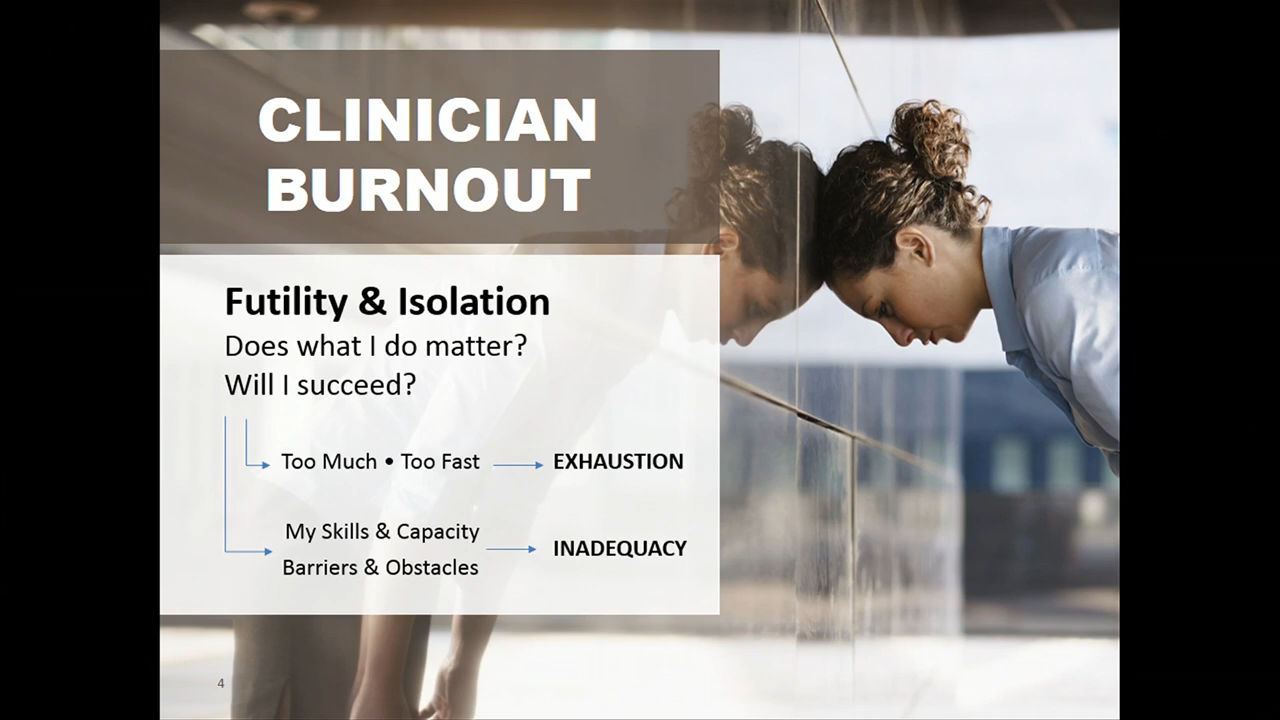 CLINICIAN
BURNOUT
Futility & Isolation
Does what I do matter?
Will I succeed?
Too Much • Too Fast
EXHAUSTION
My Skills & Capacity
Barriers & Obstacles
INADEQUACY
4